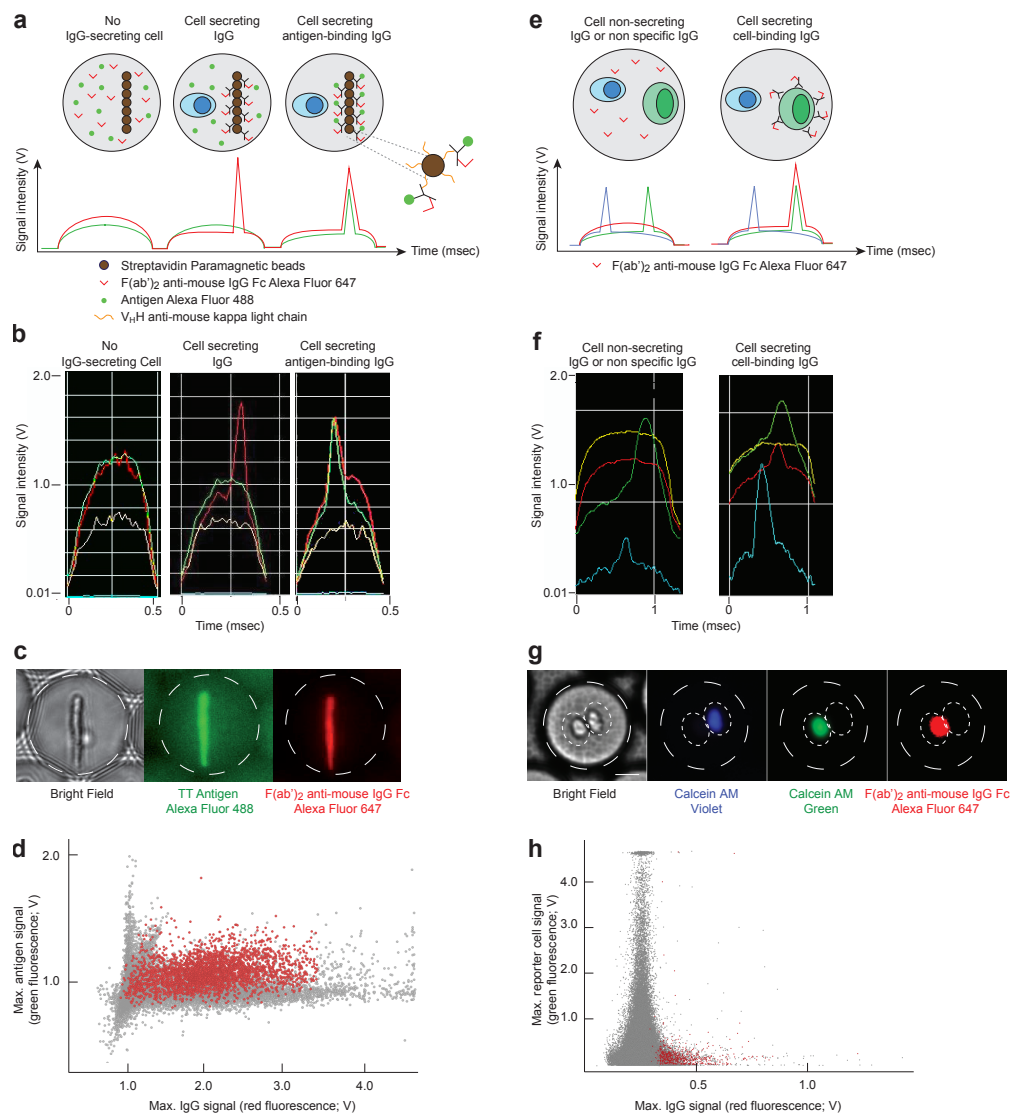 a
No
IgG-secreting cell
Cell secreting
IgG
Cell secreting
antigen-binding IgG
Signal intensity (V)
Time (msec)
Streptavidin Paramagnetic beads
F(ab')2 anti-mouse IgG Fc Alexa Fluor 647
Antigen Alexa Fluor 488
VHH anti-mouse kappa light chain
b
No
IgG-secreting Cell
Cell secreting
IgG
Cell secreting
antigen-binding IgG
Signal intensity (V)
2.0
1.0
0.01
0
0.5
0
0.5
0
0.5
Time (msec)
c
Bright Field
TT Antigen
Alexa Fluor 488
F(ab')2 anti-mouse IgG Fc
Alexa Fluor 647
d
Max. antigen signal
(green fluorescence; V)
2.0
1.0
1.0
2.0
3.0
4.0
Max. IgG signal (red fluorescence; V)
e
Cell non-secreting
IgG or non specific IgG
Cell secreting
cell-binding IgG
Signal intensity (V)
Time (msec)
F(ab')2 anti-mouse IgG Fc Alexa Fluor 647
f
Cell non-secreting
IgG or non specific IgG
Cell secreting
cell-binding IgG
Signal intensity (V)
2.0
1.0
0.01
0
1
0
1
Time (msec)
g
Bright Field
Calcein AM
Violet
Calcein AM
Green
F(ab')2 anti-mouse IgG Fc
Alexa Fluor 647
h
Max. reporter cell signal
(green fluorescence; V)
4.0
3.0
2.0
1.0
0.5
1.0
Max. IgG signal (red fluorescence; V)